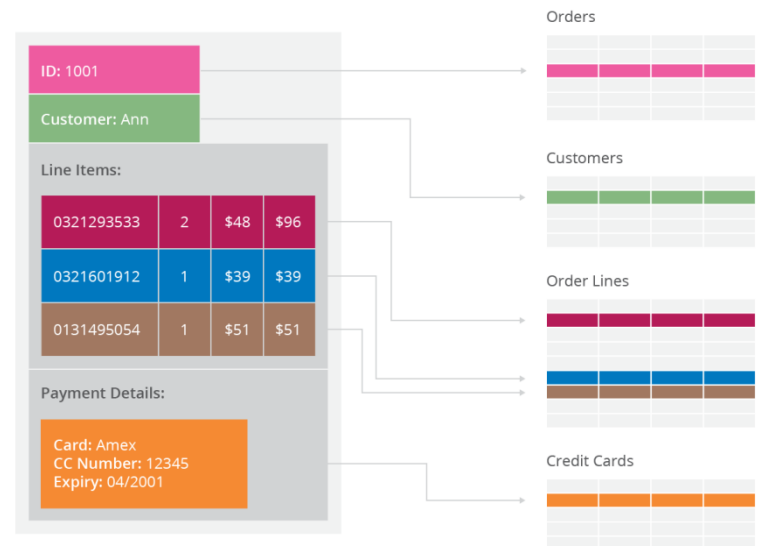 Orders
ID: 1001
Customer: Ann
Customers
Line Items:
0321293533 2 $48 $96
0321601912 1 $39 $39
0131495054 1 $51 $51
Order Lines
Payment Details:
Card: Amex
CC Number: 12345
Expiry: 04/2001
Credit Cards